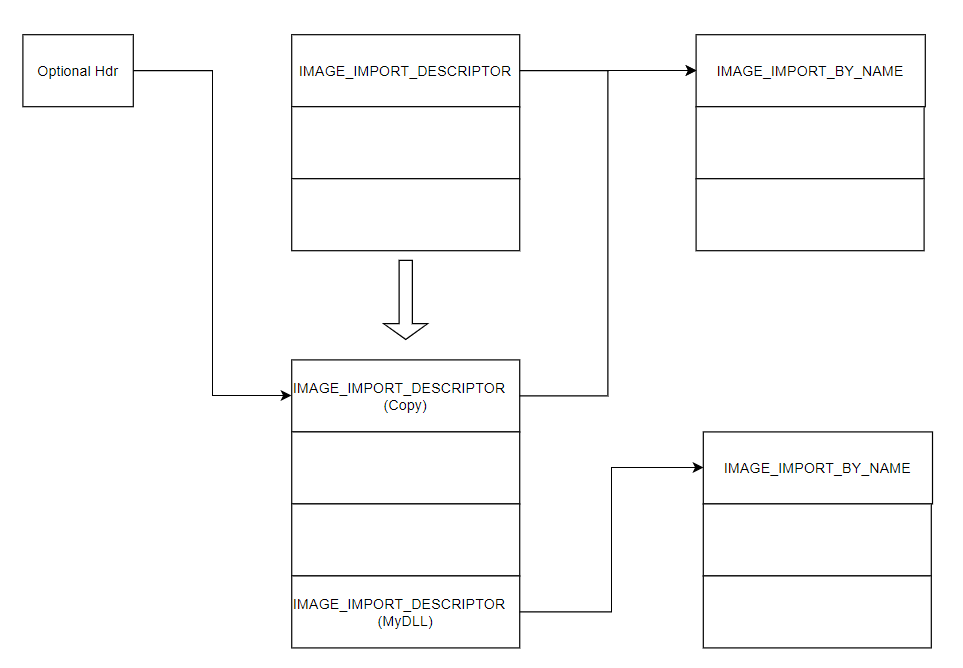 Optional Hdr
IMAGE_IMPORT_DESCRIPTOR
IMAGE_IMPORT_BY_NAME
IMAGE_IMPORT_DESCRIPTOR
(Copy)
IMAGE_IMPORT_BY_NAME
IMAGE_IMPORT_DESCRIPTOR
(MyDLL)